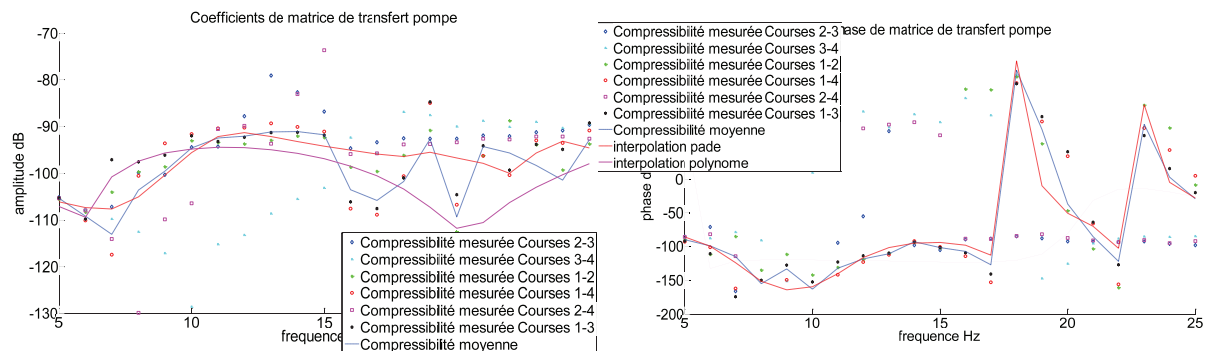 Coefficients de matrice de transfert pompe
amplitude dB
-70
-80
-90
-100
-110
-120
-130
5
10
15
frequence
Compressibilité mesurée Courses 2-3
Compressibilité mesurée Courses 3-4
Compressibilité mesurée Courses 1-2
Compressibilité mesurée Courses 1-4
Compressibilité mesurée Courses 2-4
Compressibilité mesurée Courses 1-3
Compressibilité moyenne
Compressibilité mesurée Courses 2-3
Compressibilité mesurée Courses 3-4
Compressibilité mesurée Courses 1-2
Compressibilité mesurée Courses 1-4
Compressibilité mesurée Courses 2-4
Compressibilité mesurée Courses 1-3
Compressibilité moyenne
interpolation pade
interpolation polynome
hase de matrice de transfert pompe
phase d
0
-50
-100
-150
-200
5
10
15
20
25
frequence Hz